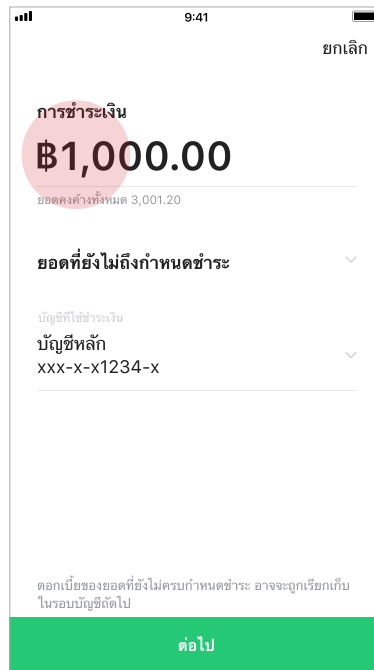 9:41
ยกเลิก
การชำระเงิน
฿1,000.00
ยอดคงค้างทั้งหมด 3,001.20
ยอดที่ยังไม่ถึงกำหนดชำระ
บัญชีที่ใช้ชำระเงิน
บัญชีหลัก
xxx-x-x1234-x
ดอกเบี้ยของยอดที่ยังไม่ครบกำหนดชำระ อาจจะถูกเรียกเก็บ
ในรอบบัญชีถัดไป
ต่อไป